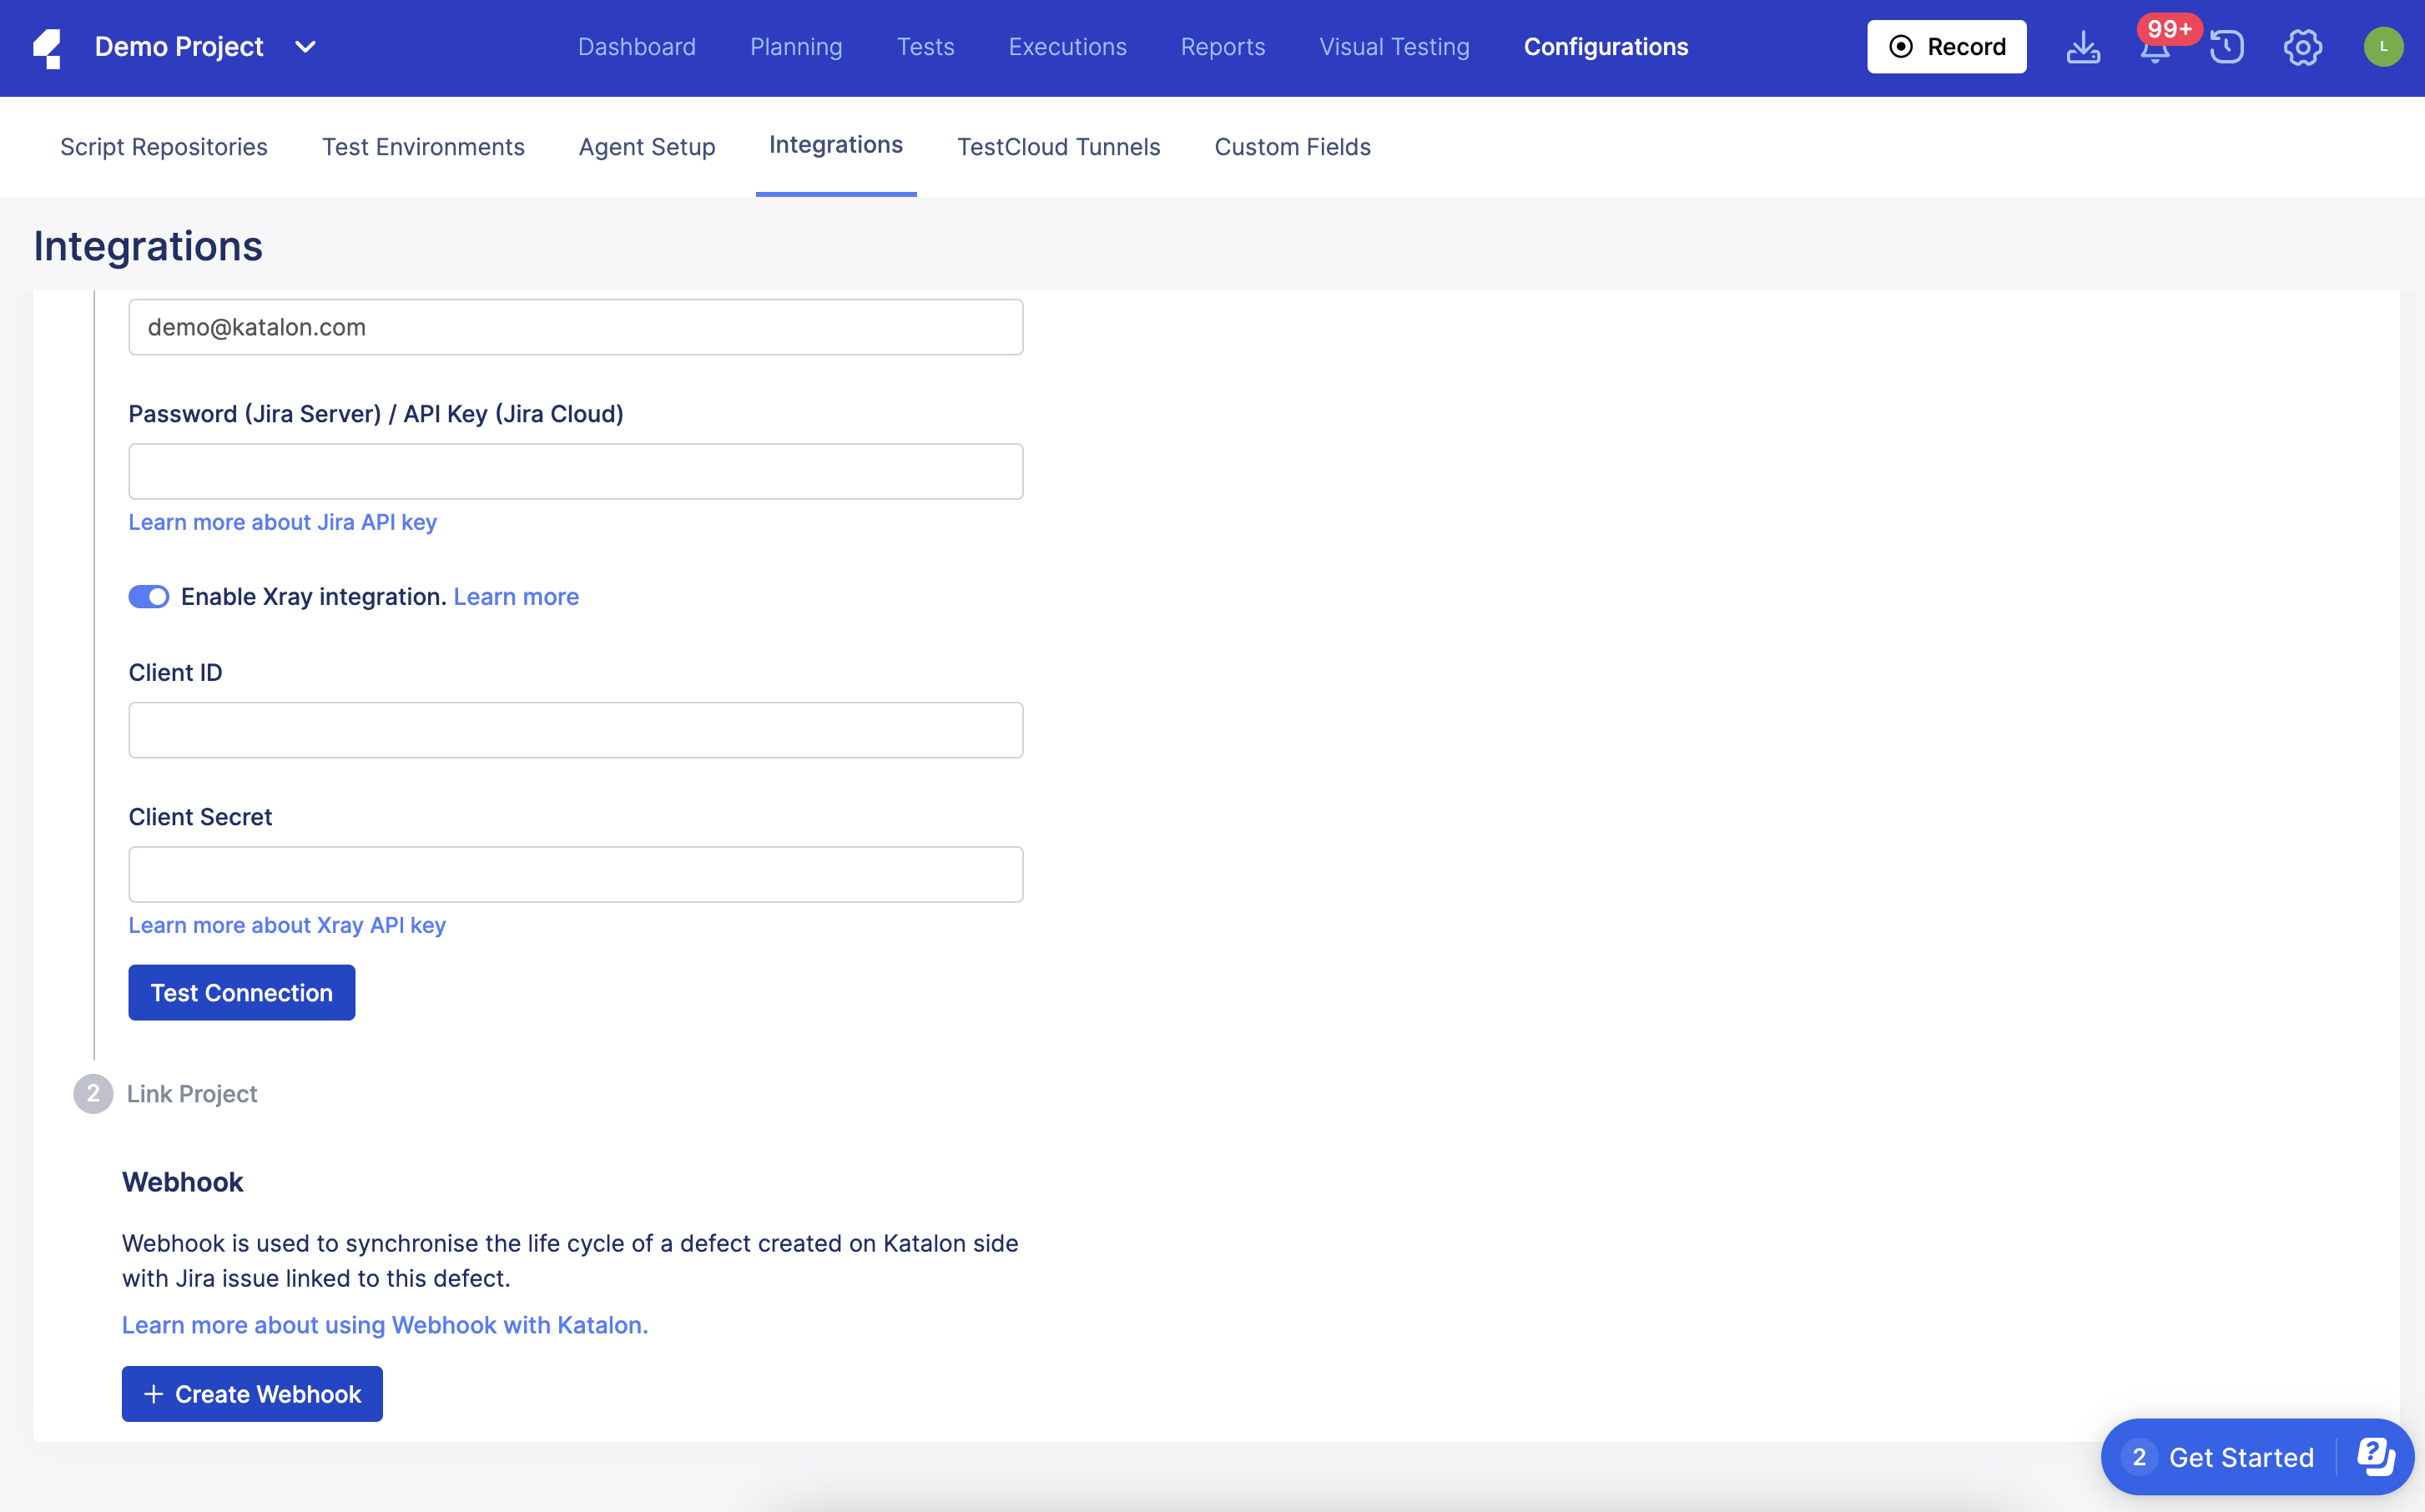 Demo Project
Dashboard Planning Tests Executions Reports Visual Testing Configurations
Record
99+
L
Script Repositories Test Environments Agent Setup Integrations TestCloud Tunnels Custom Fields
Integrations
demo@katalon.com
Password (Jira Server) / API Key (Jira Cloud)
Learn more about Jira API key
Enable Xray integration. Learn more
Client ID
Client Secret
Learn more about Xray API key
Test Connection
2 Link Project
Webhook
Webhook is used to synchronise the life cycle of a defect created on Katalon side
with Jira issue linked to this defect.
Learn more about using Webhook with Katalon.
+ Create Webhook
2 Get Started ?